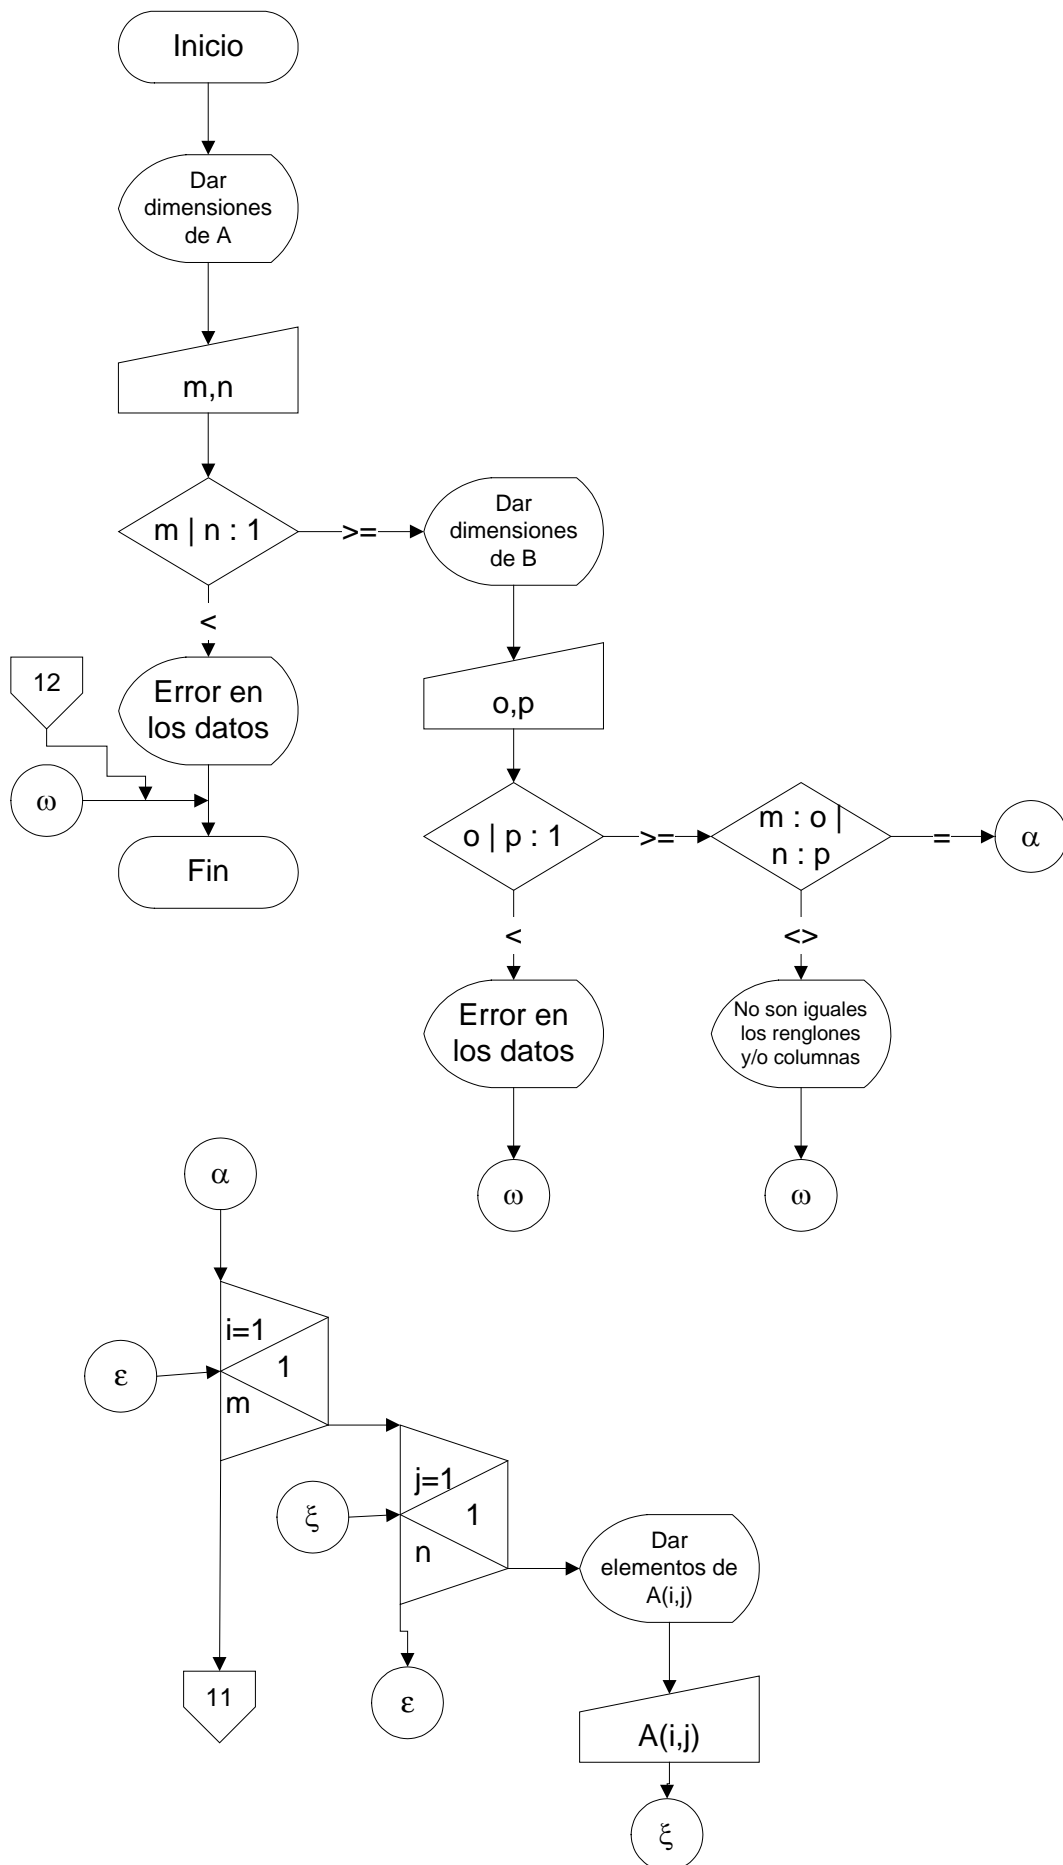 Inicio
Dar
dimensiones
de A
m,n
m | n : 1
>=
Dar
dimensiones
de B
<
12
Error en
los datos
o,p
ω
Fin
o | p : 1
>=
m : o |
n : p
=
α
<
<>
Error en
los datos
No son iguales
los renglones
y/o columnas
ω
ω
α
i=1
1
m
ε
j=1
1
n
ξ
Dar
elementos de
A(i,j)
11
ε
A(i,j)
ξ